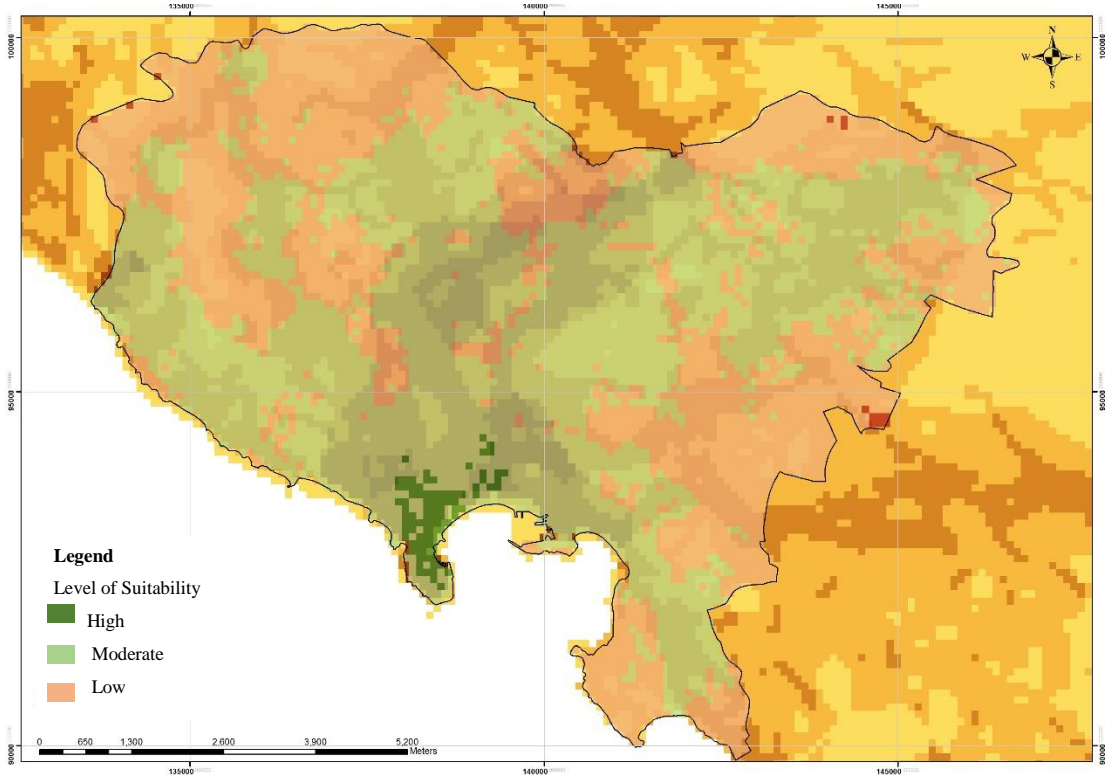 135000 140000 145000
100000 100000
N
W E
S
95000 95000
Legend
Level of Suitability
High
Moderate
Low
0 650 1,300 2,600 3,900 5,200
Meters
90000 90000
135000 140000 145000